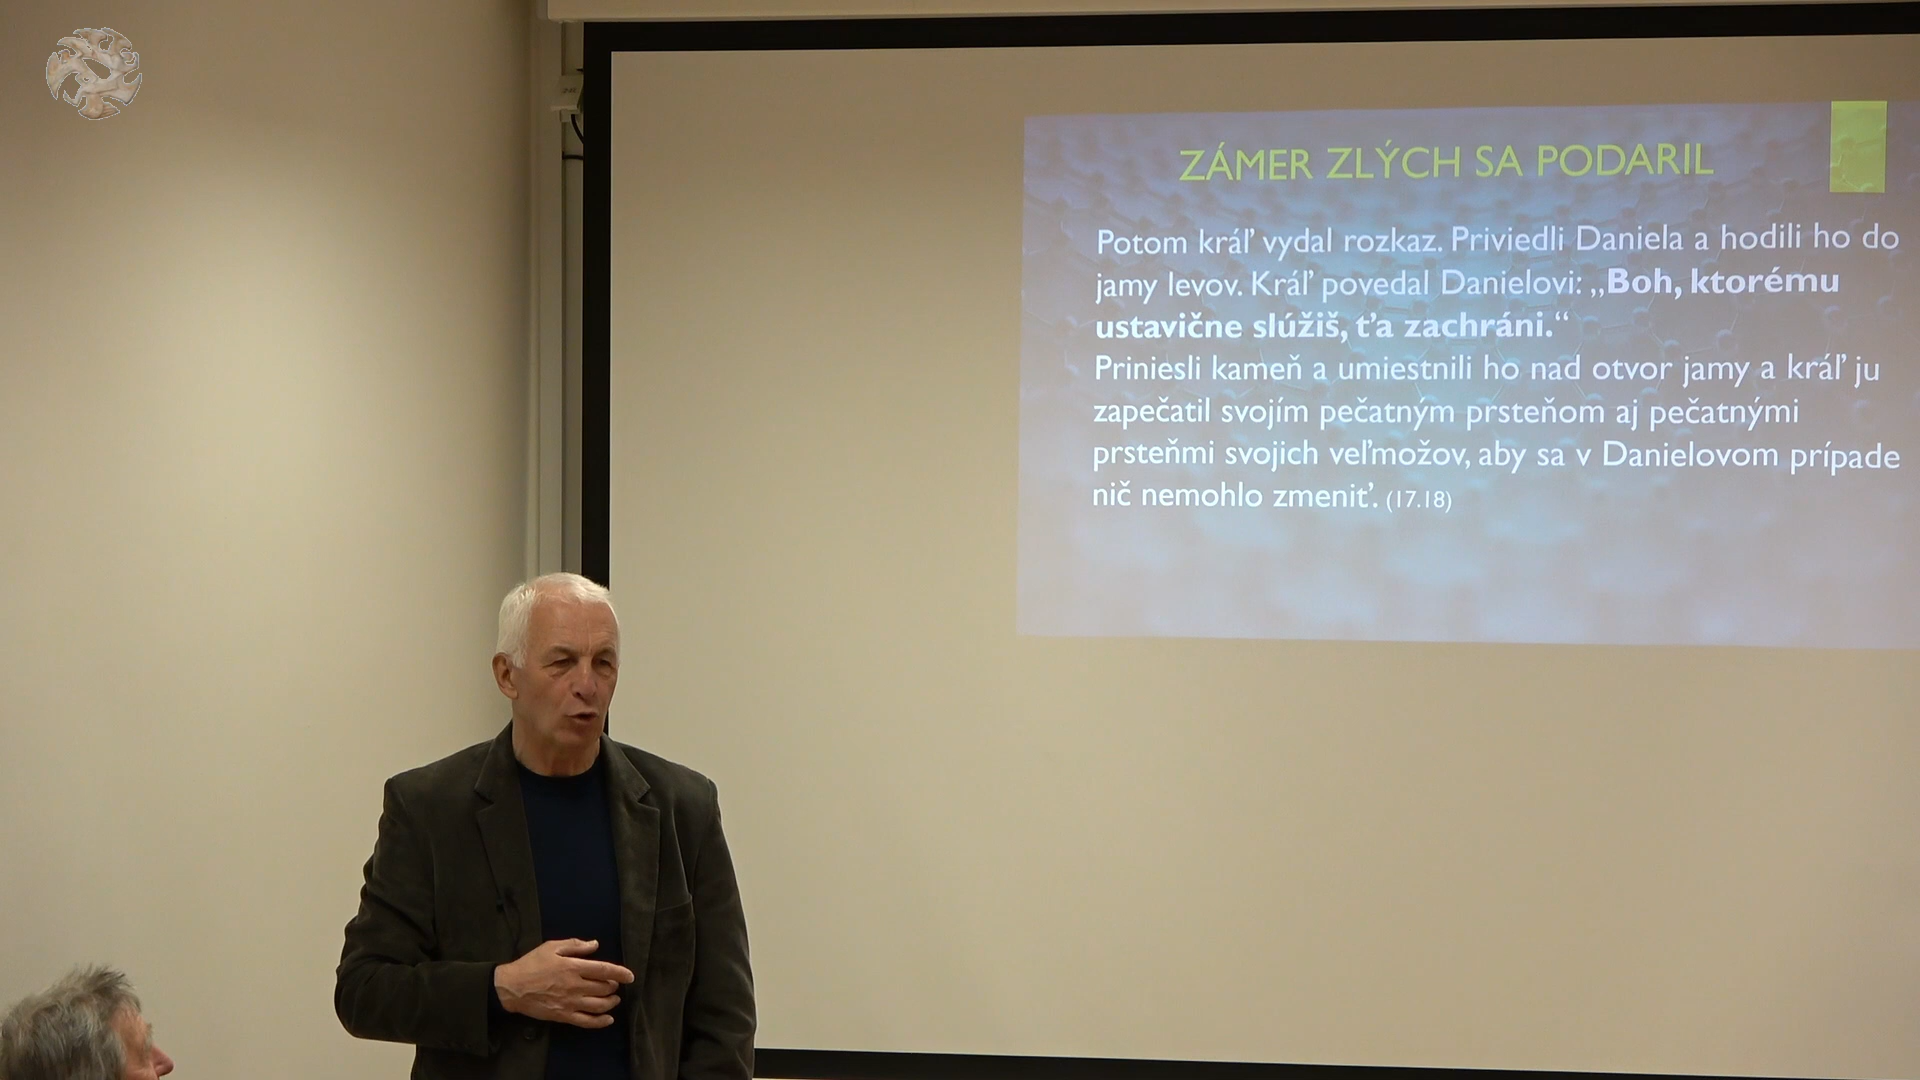 ZÁMER ZLÝCH SA PODARIL
Potom kráľ vydal rozkaz. Priviedli Daniela a hodili ho do
jamy levov. Kráľ povedal Danielovi: „Boh, ktorému
ustavične slúžiš, ťa zachráni.“
Priniesli kameň a umiestnili ho nad otvor jamy a kráľ ju
zapečatil svojím pečatným prsteňom aj pečatnými
prsteňmi svojich veľmožov, aby sa v Danielovom prípade
nič nemohlo zmeniť. (17.18)